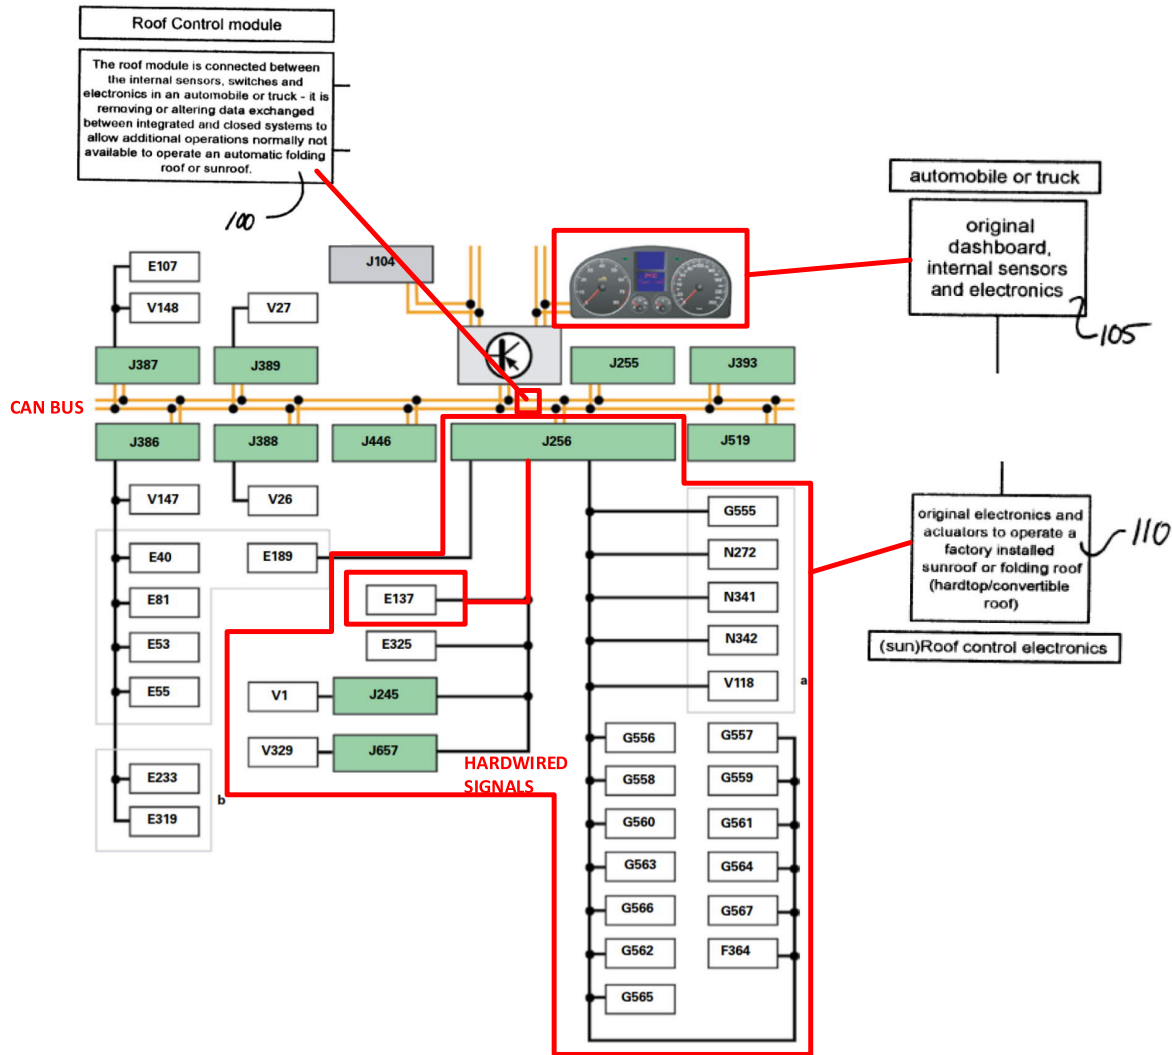 Roof Control module
The roof module is connected between
the internal sensors, switches and
electronics in an automobile or truck - it is
removing or altering data exchanged
between integrated and closed systems to
allow additional operations normally not
available to operate an automatic folding
roof or sunroof.
100
automobile or truck
original
dashboard,
internal sensors
and electronics
105
E107
J104
V148
V27
J387
J389
J255
J393
CAN BUS
J386
J388
J446
J256
J519
V147
V26
G555
E40
E189
N272
original electronics and
actuators to operate a
factory installed
sunroof or folding roof
(hardtop/convertible
roof)
110
(sun)Roof control electronics
E81
E137
N341
E53
E325
N342
E55
V1
J245
V118
a
V329
J657
G556
G557
HARDWIRED
SIGNALS
E233
b
G558
G559
E319
G560
G561
G563
G564
G566
G567
G562
F364
G565